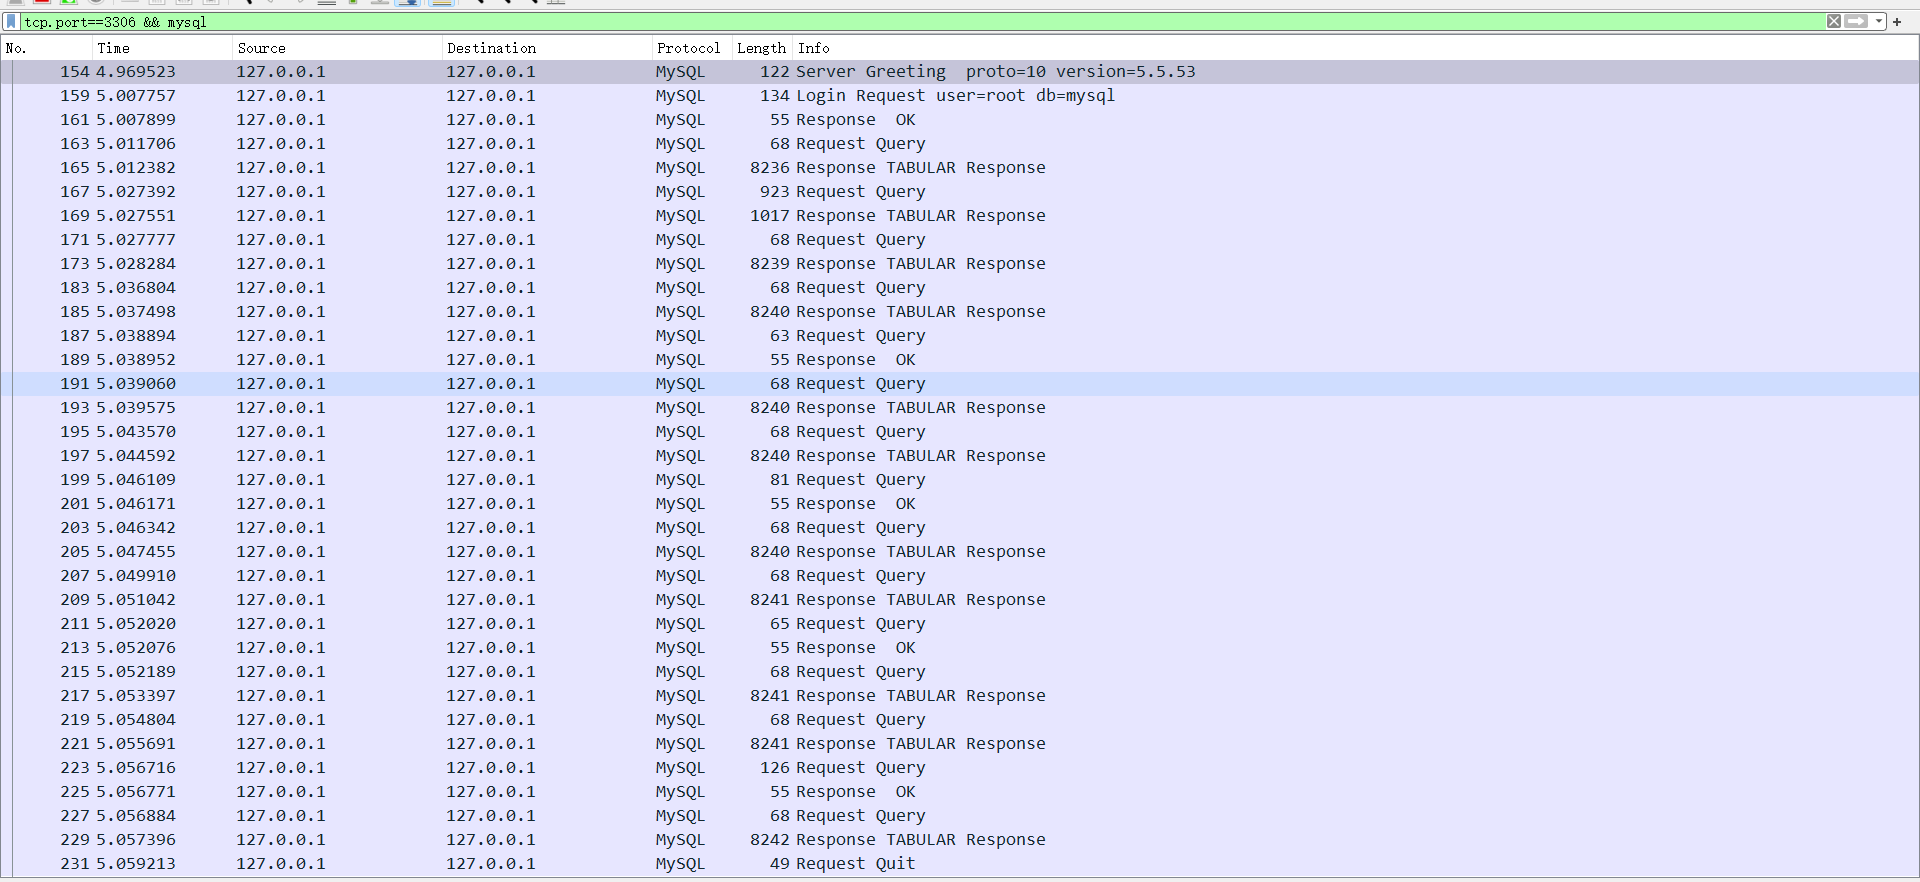 tcp.port==3306 && mysql
No. Time Source Destination Protocol Length Info
154 4.969523 127.0.0.1 127.0.0.1 MySQL 122 Server Greeting  proto=10 version=5.5.53
159 5.007757 127.0.0.1 127.0.0.1 MySQL 134 Login Request user=root db=mysql
161 5.007899 127.0.0.1 127.0.0.1 MySQL 55 Response  OK
163 5.011706 127.0.0.1 127.0.0.1 MySQL 68 Request Query
165 5.012382 127.0.0.1 127.0.0.1 MySQL 8236 Response TABULAR Response
167 5.027392 127.0.0.1 127.0.0.1 MySQL 923 Request Query
169 5.027551 127.0.0.1 127.0.0.1 MySQL 1017 Response TABULAR Response
171 5.027777 127.0.0.1 127.0.0.1 MySQL 68 Request Query
173 5.028284 127.0.0.1 127.0.0.1 MySQL 8239 Response TABULAR Response
183 5.036804 127.0.0.1 127.0.0.1 MySQL 68 Request Query
185 5.037498 127.0.0.1 127.0.0.1 MySQL 8240 Response TABULAR Response
187 5.038894 127.0.0.1 127.0.0.1 MySQL 63 Request Query
189 5.038952 127.0.0.1 127.0.0.1 MySQL 55 Response  OK
191 5.039060 127.0.0.1 127.0.0.1 MySQL 68 Request Query
193 5.039575 127.0.0.1 127.0.0.1 MySQL 8240 Response TABULAR Response
195 5.043570 127.0.0.1 127.0.0.1 MySQL 68 Request Query
197 5.044592 127.0.0.1 127.0.0.1 MySQL 8240 Response TABULAR Response
199 5.046109 127.0.0.1 127.0.0.1 MySQL 81 Request Query
201 5.046171 127.0.0.1 127.0.0.1 MySQL 55 Response  OK
203 5.046342 127.0.0.1 127.0.0.1 MySQL 68 Request Query
205 5.047455 127.0.0.1 127.0.0.1 MySQL 8240 Response TABULAR Response
207 5.049910 127.0.0.1 127.0.0.1 MySQL 68 Request Query
209 5.051042 127.0.0.1 127.0.0.1 MySQL 8241 Response TABULAR Response
211 5.052020 127.0.0.1 127.0.0.1 MySQL 65 Request Query
213 5.052076 127.0.0.1 127.0.0.1 MySQL 55 Response  OK
215 5.052189 127.0.0.1 127.0.0.1 MySQL 68 Request Query
217 5.053397 127.0.0.1 127.0.0.1 MySQL 8241 Response TABULAR Response
219 5.054804 127.0.0.1 127.0.0.1 MySQL 68 Request Query
221 5.055691 127.0.0.1 127.0.0.1 MySQL 8241 Response TABULAR Response
223 5.056716 127.0.0.1 127.0.0.1 MySQL 126 Request Query
225 5.056771 127.0.0.1 127.0.0.1 MySQL 55 Response  OK
227 5.056884 127.0.0.1 127.0.0.1 MySQL 68 Request Query
229 5.057396 127.0.0.1 127.0.0.1 MySQL 8242 Response TABULAR Response
231 5.059213 127.0.0.1 127.0.0.1 MySQL 49 Request Quit